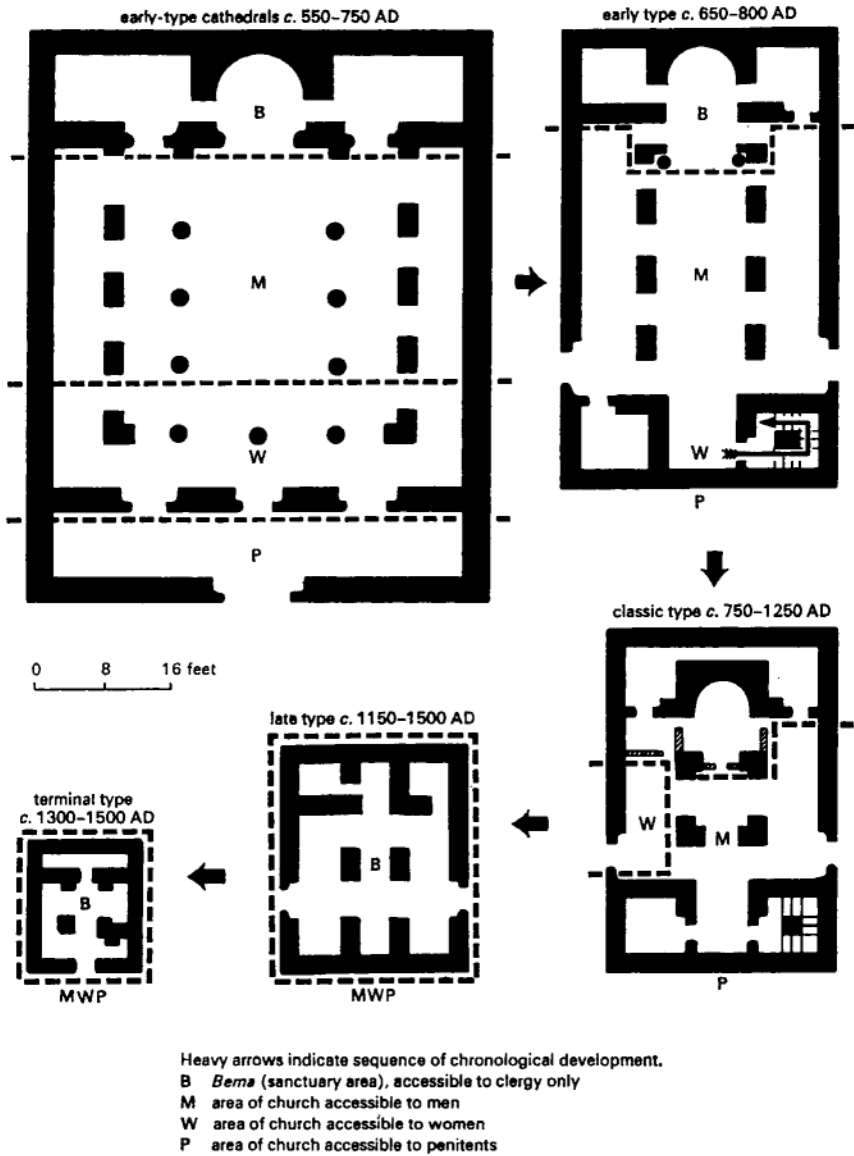 early-type cathedrals c. 550–750 AD
early type c. 650–800 AD
B
B
M
M
W
W
P
P
classic type c. 750–1250 AD
0 8 16 feet
late type c. 1150–1500 AD
terminal type
c. 1300–1500 AD
W
M
B
B
MWP
MWP
P
Heavy arrows indicate sequence of chronological development.
B Bema (sanctuary area), accessible to clergy only
M area of church accessible to men
W area of church accessible to women
P area of church accessible to penitents